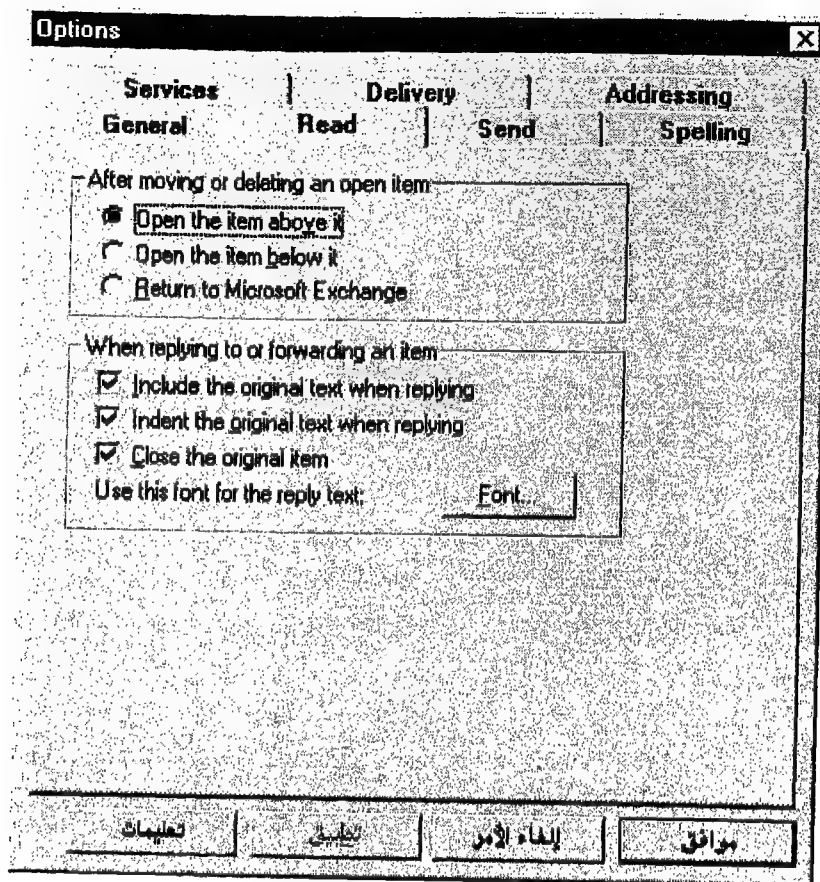 Options
Services Delivery Addressing
General Read Send Spelling
After moving or deleting an open item
Open the item above it
Open the item below it
Return to Microsoft Exchange
When replying to or forwarding an item
Include the original text when replying
Indent the original text when replying
Close the original item
Use this font for the reply text: Font...
موافق إلغاء الأمر تطبيق تعليمات